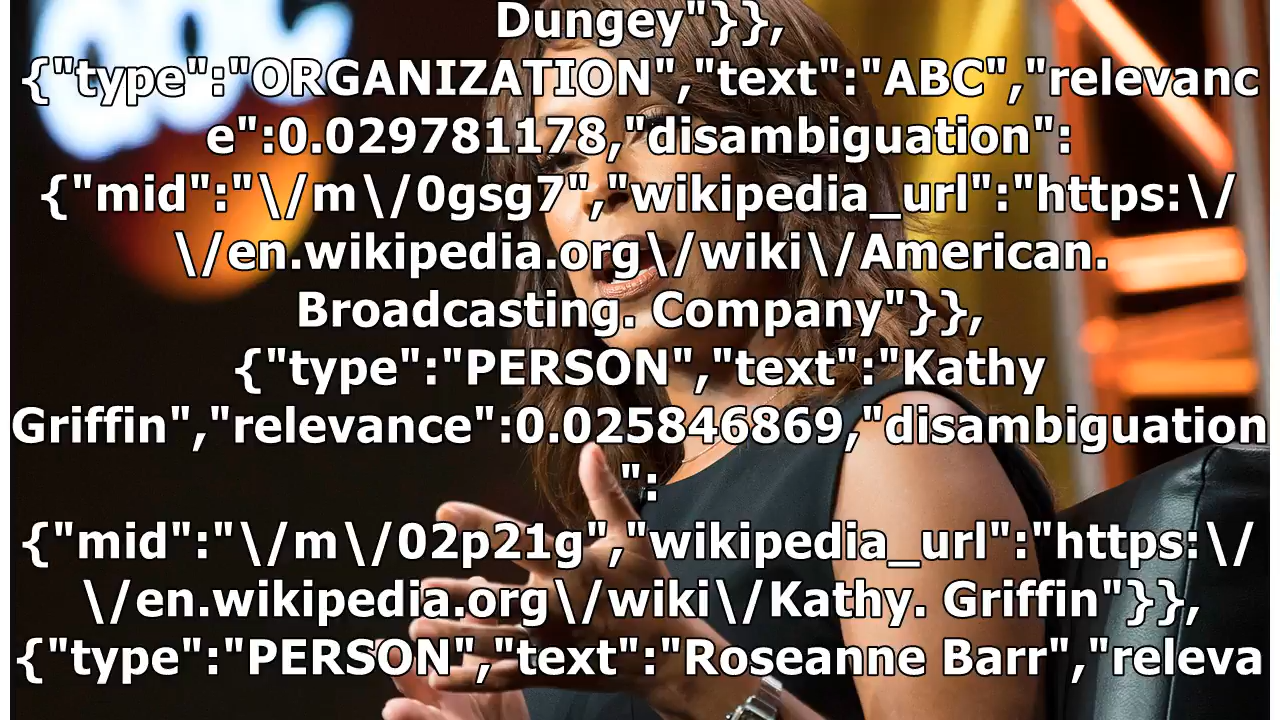 Dungey"}},
{"type":"ORGANIZATION","text":"ABC","relevanc
e":0.029781178,"disambiguation":
{"mid":"\/m\/0gsg7","wikipedia_url":"https:\/
\/en.wikipedia.org\/wiki\/American.
Broadcasting. Company"}},
{"type":"PERSON","text":"Kathy
Griffin","relevance":0.025846869,"disambiguation
":
{"mid":"\/m\/02p21g","wikipedia_url":"https:\/
\/en.wikipedia.org\/wiki\/Kathy. Griffin"}},
{"type":"PERSON","text":"Roseanne Barr","releva